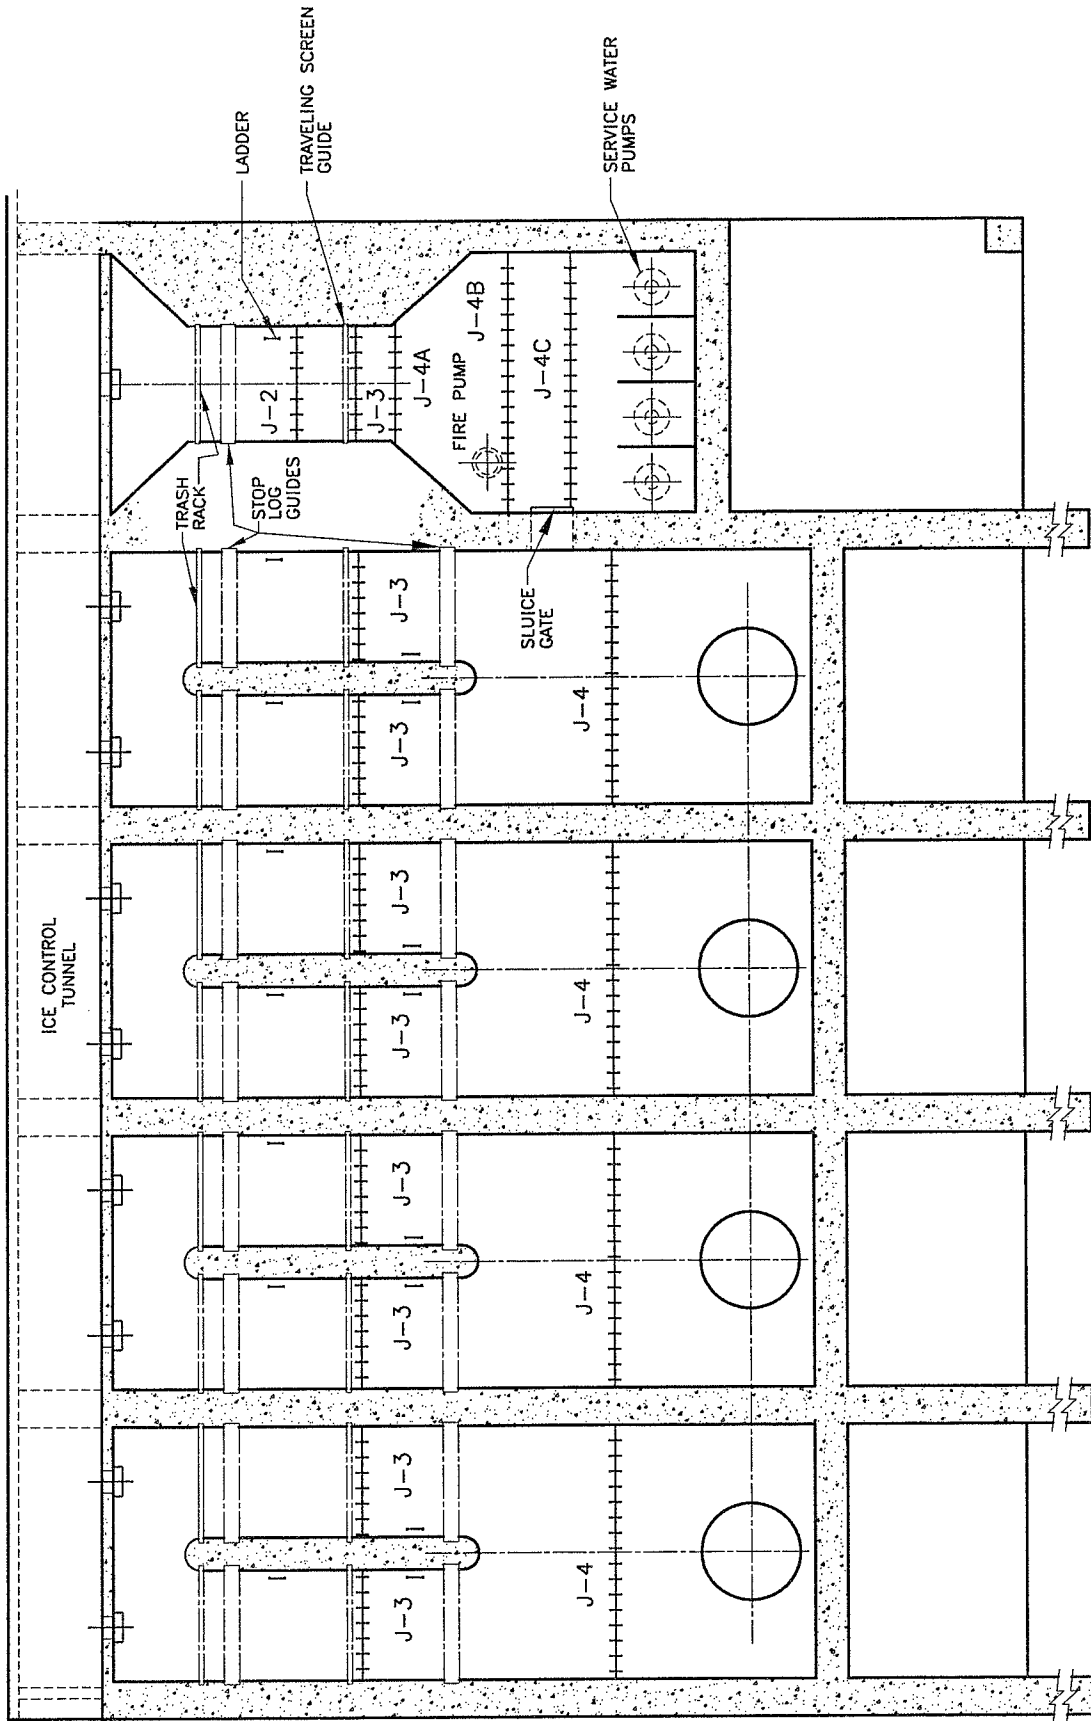 ICE CONTROL
TUNNEL
TRASH
RACK
STOP
LOG
GUIDES
LADDER
TRAVELING SCREEN
GUIDE
SERVICE WATER
PUMPS
SLUICE
GATE
FIRE PUMP
J-2
J-3
J-4A
J-4B
J-4C
J-3
J-3
J-3
J-3
J-3
J-3
J-3
J-3
J-4
J-4
J-4
J-4